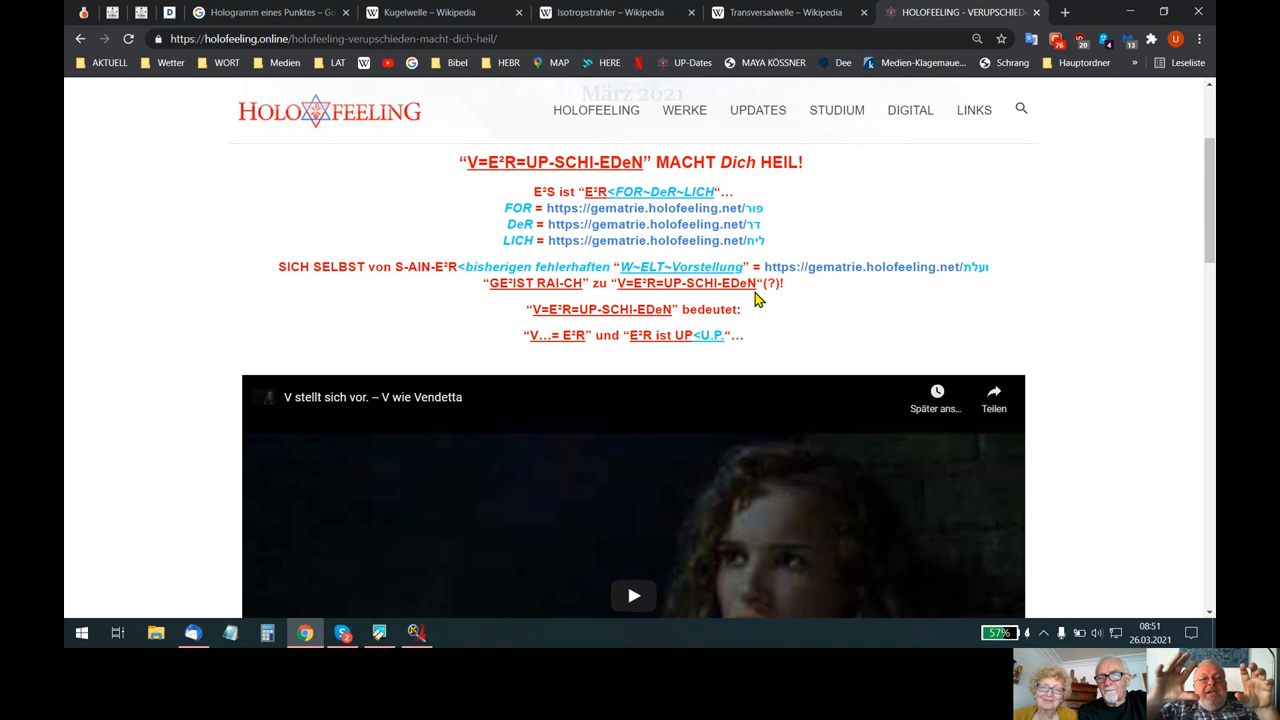 Hologramm eines Punktes – Go
Kugelwelle – Wikipedia
Isotropstrahler – Wikipedia
Transversalwelle – Wikipedia
HOLOFEELING - VERUPSCHIED
https://holofeeling.online/holofeeling-verupschieden-macht-dich-heil/
76
20
4
13
U
AKTUELL
Wetter
WORT
Medien
LAT
Bibel
HEBR
MAP
HERE
UP-Dates
MAYA KÖSSNER
Dee
Medien-Klagemaue...
Schrang
Hauptordner
Leseliste
März 2021
HOLOFEELING
HOLOFEELING
WERKE
UPDATES
STUDIUM
DIGITAL
LINKS
“V=E²R=UP-SCHI-EDeN” MACHT Dich HEIL!
E²S ist “E²R<FOR~DeR~LICH“…
FOR = https://gematrie.holofeeling.net/פור
DeR = https://gematrie.holofeeling.net/דר
LICH = https://gematrie.holofeeling.net/ליח
SICH SELBST von S-AIN-E²R<bisherigen fehlerhaften “W~ELT~Vorstellung” = https://gematrie.holofeeling.net/ועלת
“GE²IST RAI-CH” zu “V=E²R=UP-SCHI-EDeN“(?)!
“V=E²R=UP-SCHI-EDeN” bedeutet:
“V…= E²R” und “E²R ist UP<U.P.“…
V stellt sich vor. – V wie Vendetta
Später ans...
Teilen
57%
08:51
26.03.2021